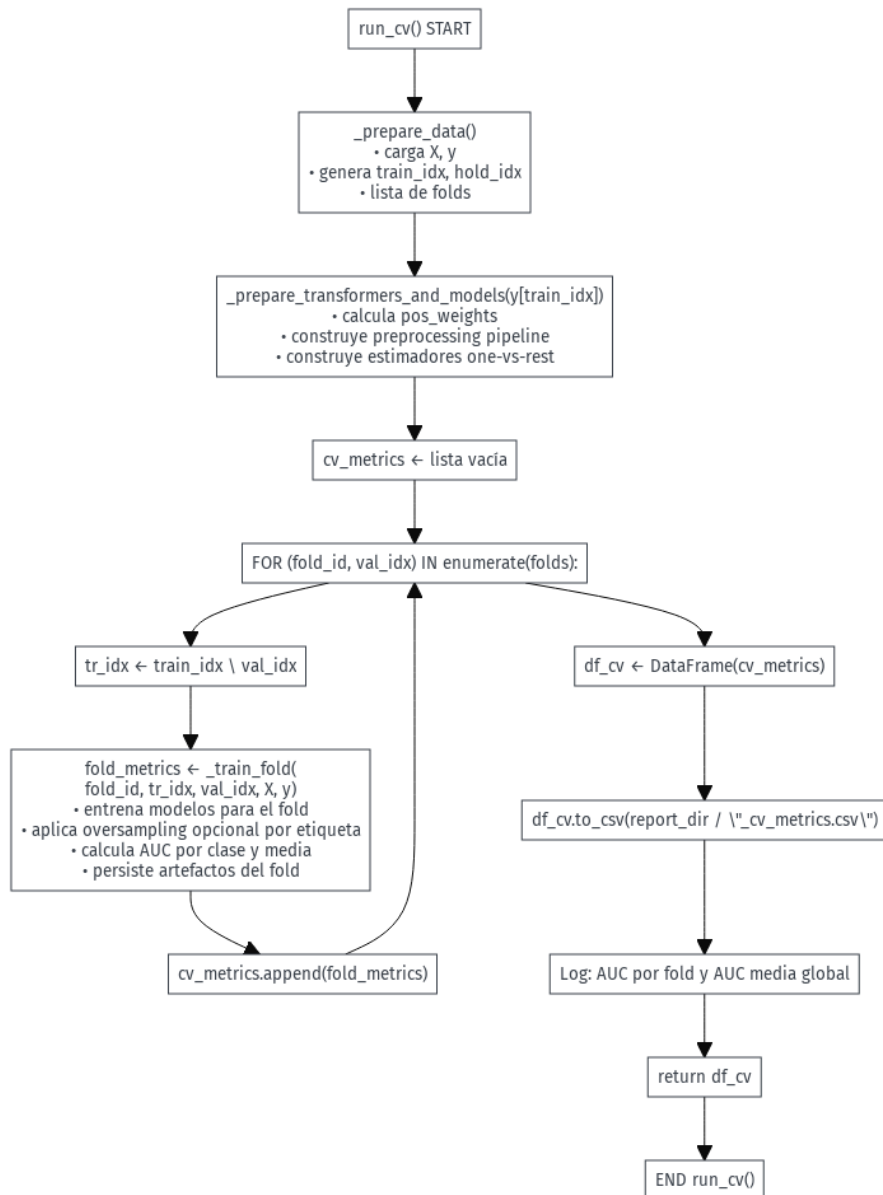 run_cv() START
_prepare_data()
• carga X, y
• genera train_idx, hold_idx
• lista de folds
_prepare_transformers_and_models(y[train_idx])
• calcula pos_weights
• construye preprocessing pipeline
• construye estimadores one-vs-rest
cv_metrics ← lista vacía
FOR (fold_id, val_idx) IN enumerate(folds):
tr_idx ← train_idx \ val_idx
fold_metrics ← _train_fold(
fold_id, tr_idx, val_idx, X, y)
• entrena modelos para el fold
• aplica oversampling opcional por etiqueta
• calcula AUC por clase y media
• persiste artefactos del fold
cv_metrics.append(fold_metrics)
df_cv ← DataFrame(cv_metrics)
df_cv.to_csv(report_dir / \"_cv_metrics.csv\")
Log: AUC por fold y AUC media global
return df_cv
END run_cv()